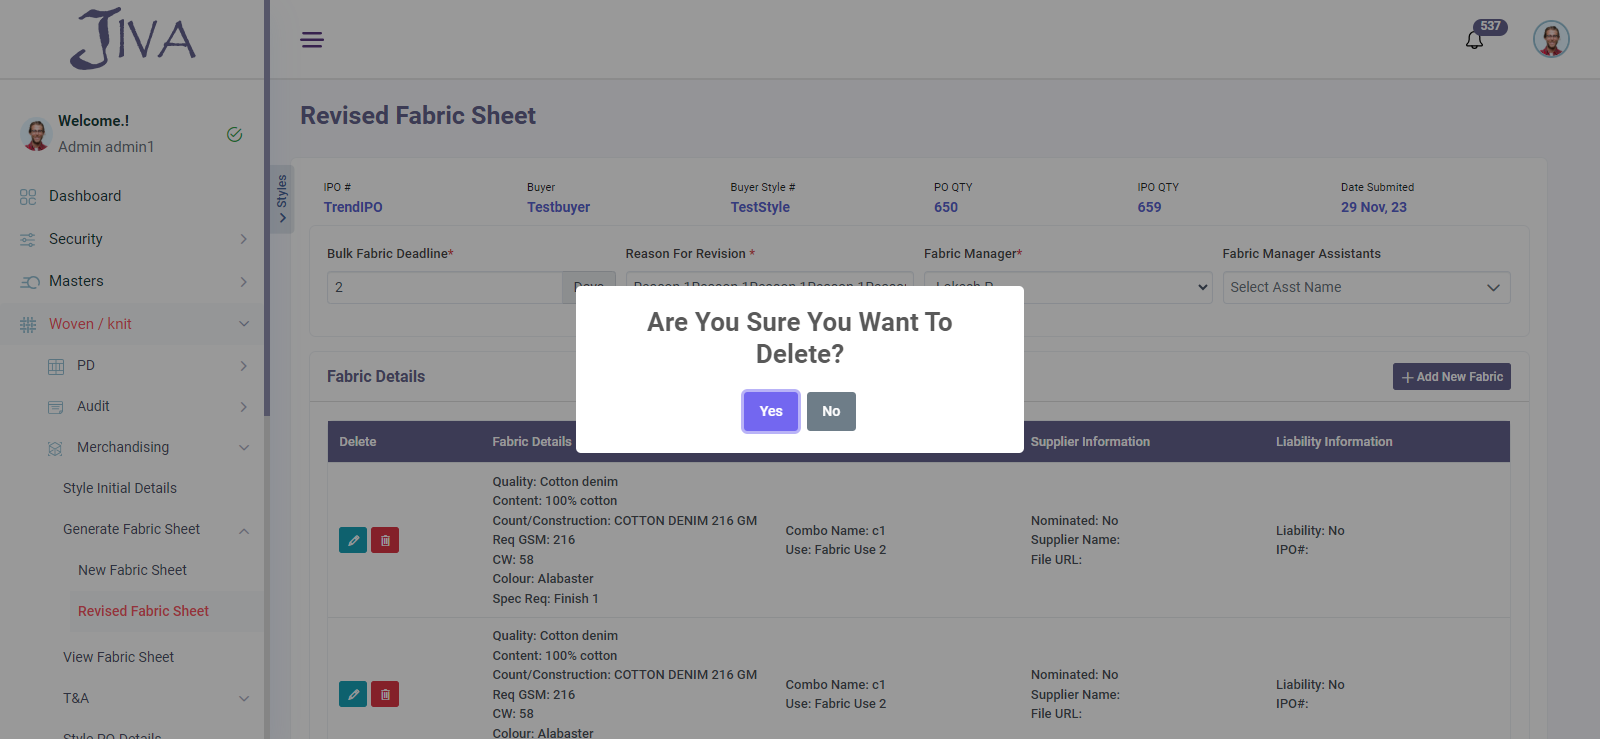 JIVA
537
Welcome.!
Admin admin1
Dashboard
Security
Masters
Woven / knit
PD
Audit
Merchandising
Style Initial Details
Generate Fabric Sheet
New Fabric Sheet
Revised Fabric Sheet
View Fabric Sheet
T&A
Style PO Details
Styles
Revised Fabric Sheet
IPO # Buyer Buyer Style # PO QTY IPO QTY Date Submited
TrendIPO Testbuyer TestStyle 650 659 29 Nov, 23
Bulk Fabric Deadline* Reason For Revision * Fabric Manager* Fabric Manager Assistants
2 Days Reason 1Reason 1Reason 1Reason 1Reason Lokesh D Select Asst Name
Are You Sure You Want To
Delete?
Yes No
Fabric Details + Add New Fabric
Delete Fabric Details Supplier Information Liability Information
Quality: Cotton denim
Content: 100% cotton
Count/Construction: COTTON DENIM 216 GM
Req GSM: 216
CW: 58
Colour: Alabaster
Spec Req: Finish 1
Combo Name: c1
Use: Fabric Use 2
Nominated: No
Supplier Name:
File URL:
Liability: No
IPO#:
Quality: Cotton denim
Content: 100% cotton
Count/Construction: COTTON DENIM 216 GM
Req GSM: 216
CW: 58
Colour: Alabaster
Combo Name: c1
Use: Fabric Use 2
Nominated: No
Supplier Name:
File URL:
Liability: No
IPO#: